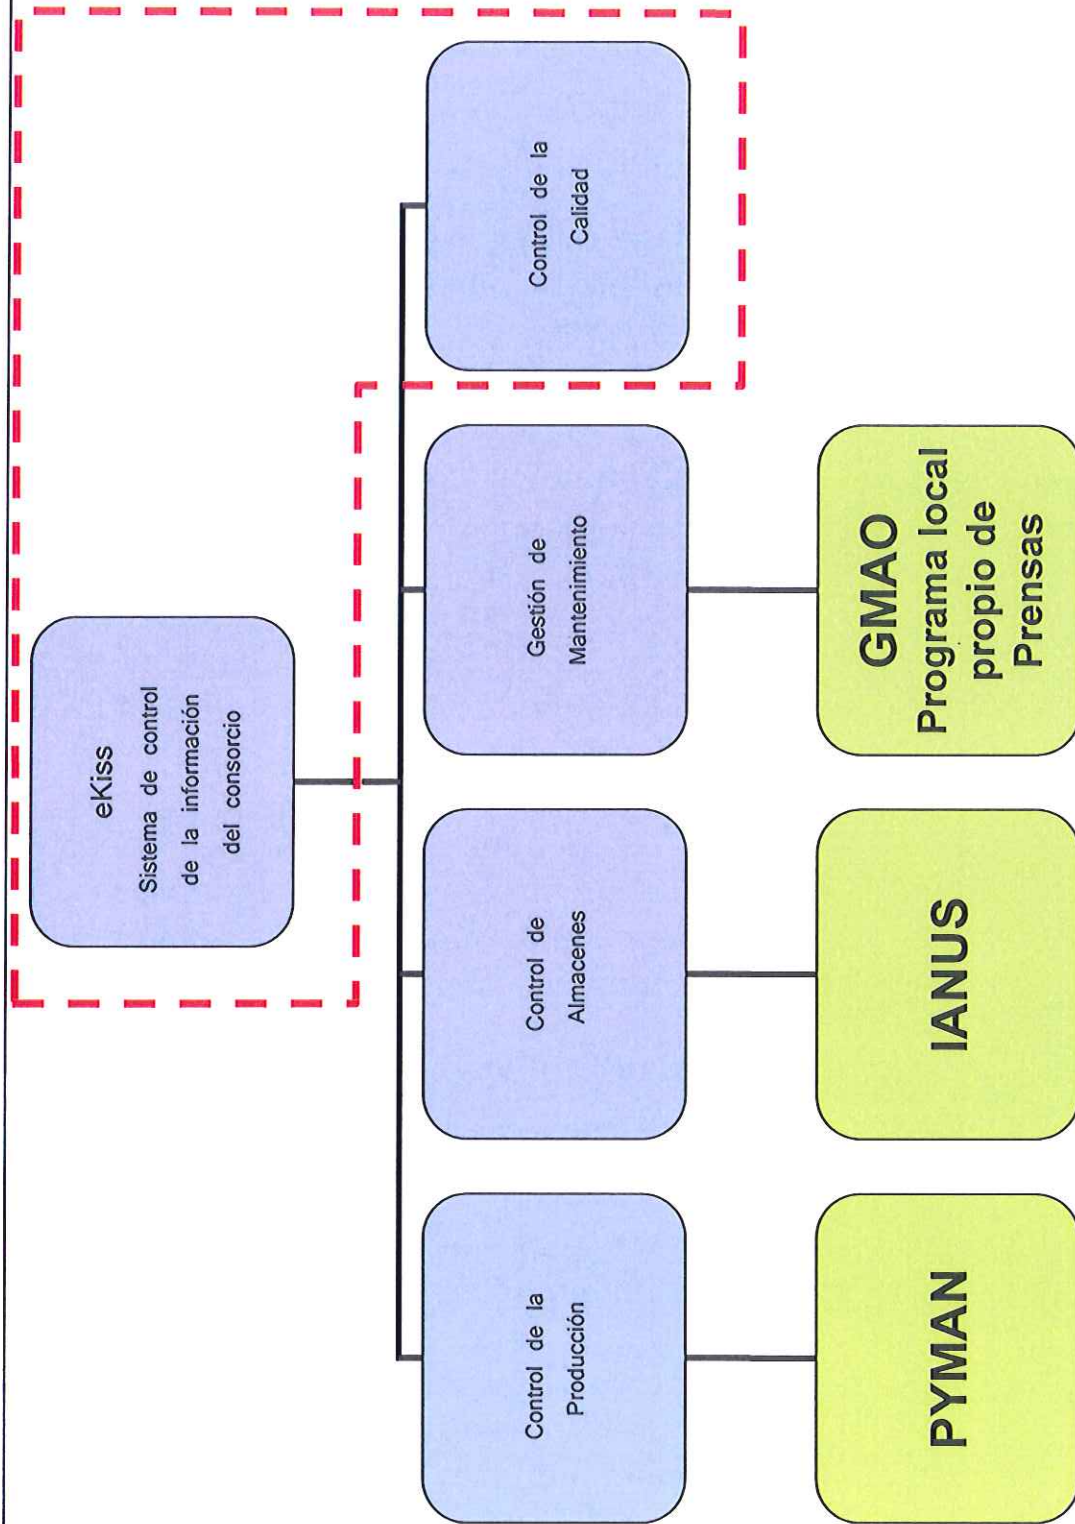 eKiss
Sistema de control
de la información
del consorcio
Control de la
Producción
Control de
Almacenes
Gestión de
Mantenimiento
Control de la
Calidad
PYMAN
IANUS
GMAO
Programa local
propio de
Prensas